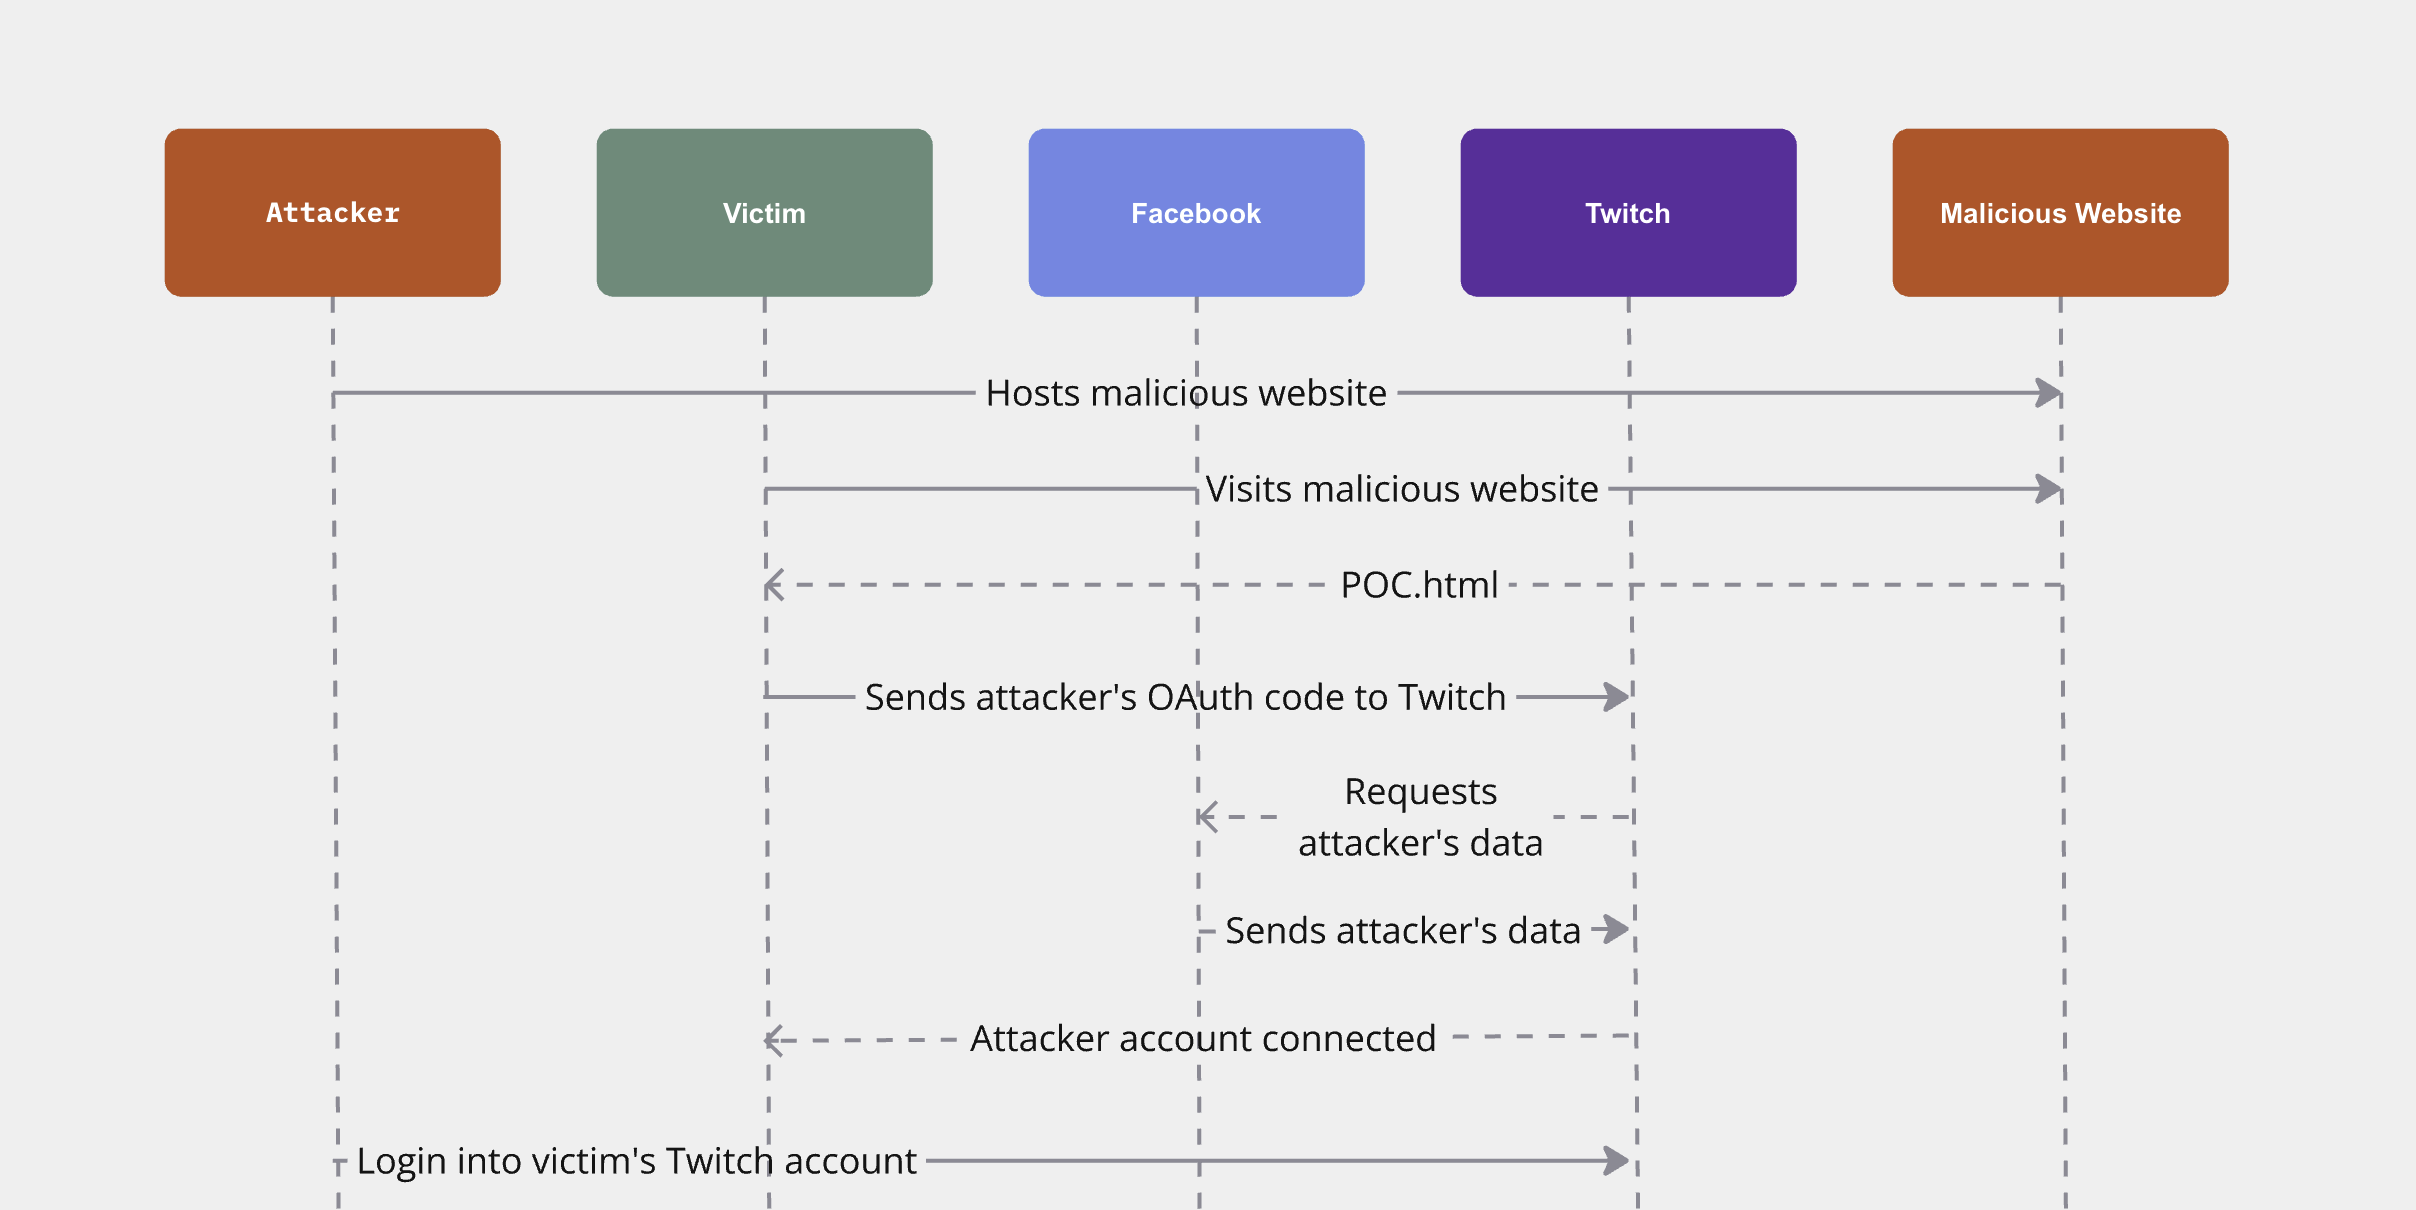 Attacker
Victim
Facebook
Twitch
Malicious Website
Hosts malicious website
Visits malicious website
POC.html
Sends attacker's OAuth code to Twitch
Requests
attacker's data
Sends attacker's data
Attacker account connected
Login into victim's Twitch account